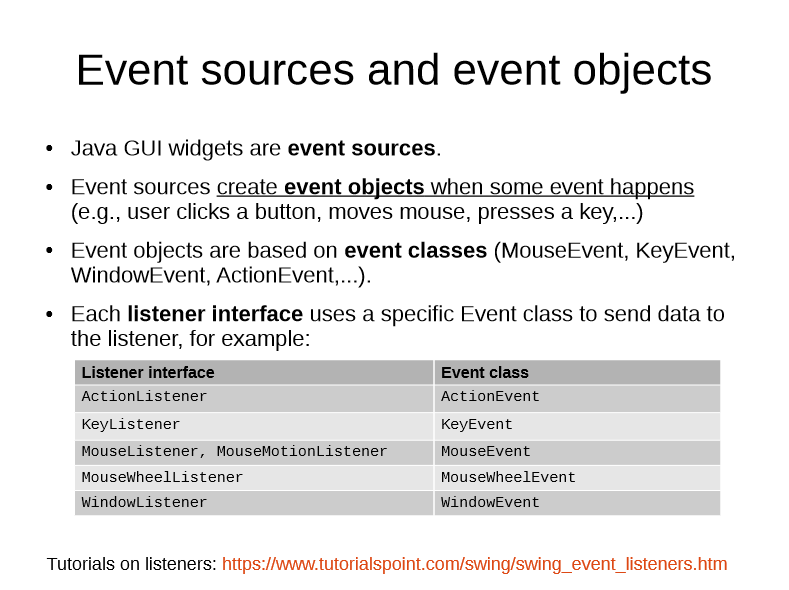 Event sources and event objects
• Java GUI widgets are event sources.
• Event sources create event objects when some event happens
(e.g., user clicks a button, moves mouse, presses a key,...)
• Event objects are based on event classes (MouseEvent, KeyEvent,
WindowEvent, ActionEvent,...).
• Each listener interface uses a specific Event class to send data to
the listener, for example:
Listener interface Event class
ActionListener ActionEvent
KeyListener KeyEvent
MouseListener, MouseMotionListener MouseEvent
MouseWheelListener MouseWheelEvent
WindowListener WindowEvent
Tutorials on listeners: https://www.tutorialspoint.com/swing/swing_event_listeners.htm